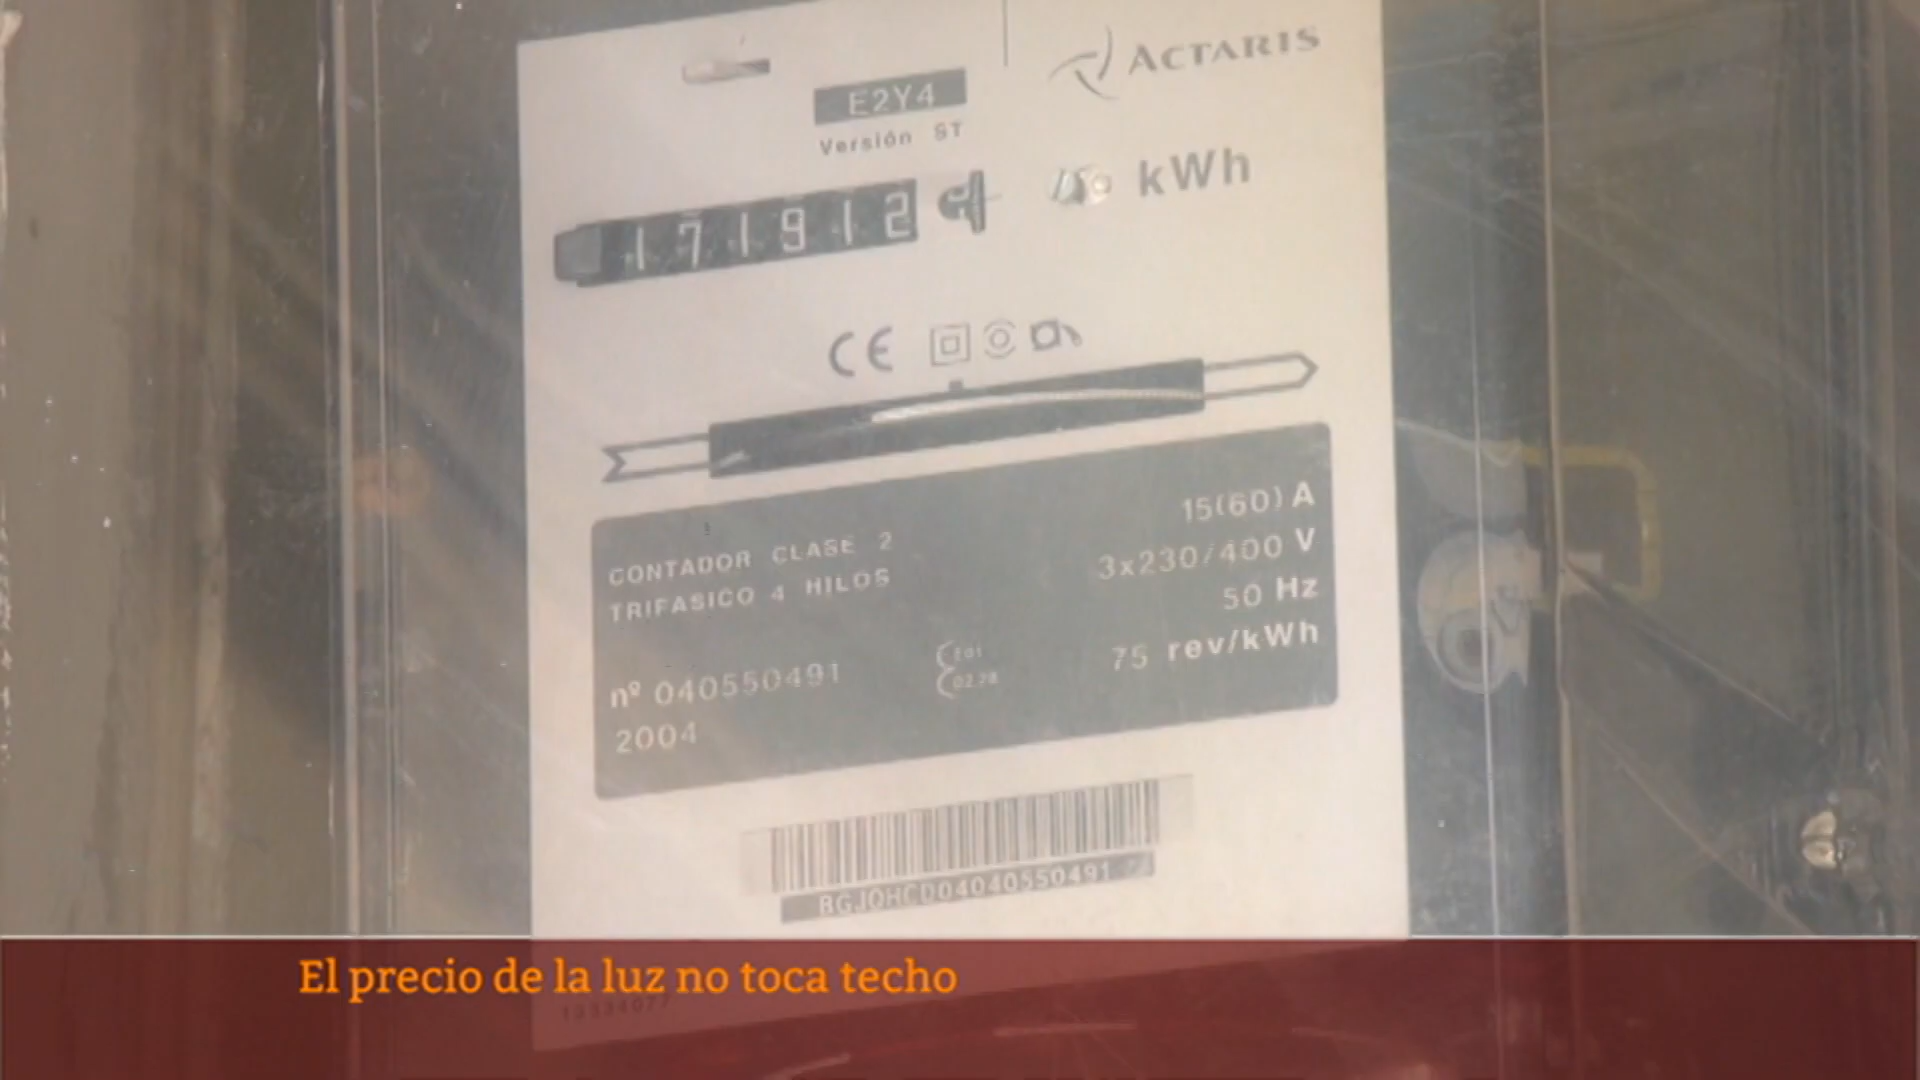 ACTARIS
E2Y4
Versión ST
171912 kWh
CE
15(60) A
CONTADOR CLASE 2
3x230/400 V
TRIFASICO 4 HILOS
50 Hz
75 rev/kWh
nº 040550491
2004
El precio de la luz no toca techo